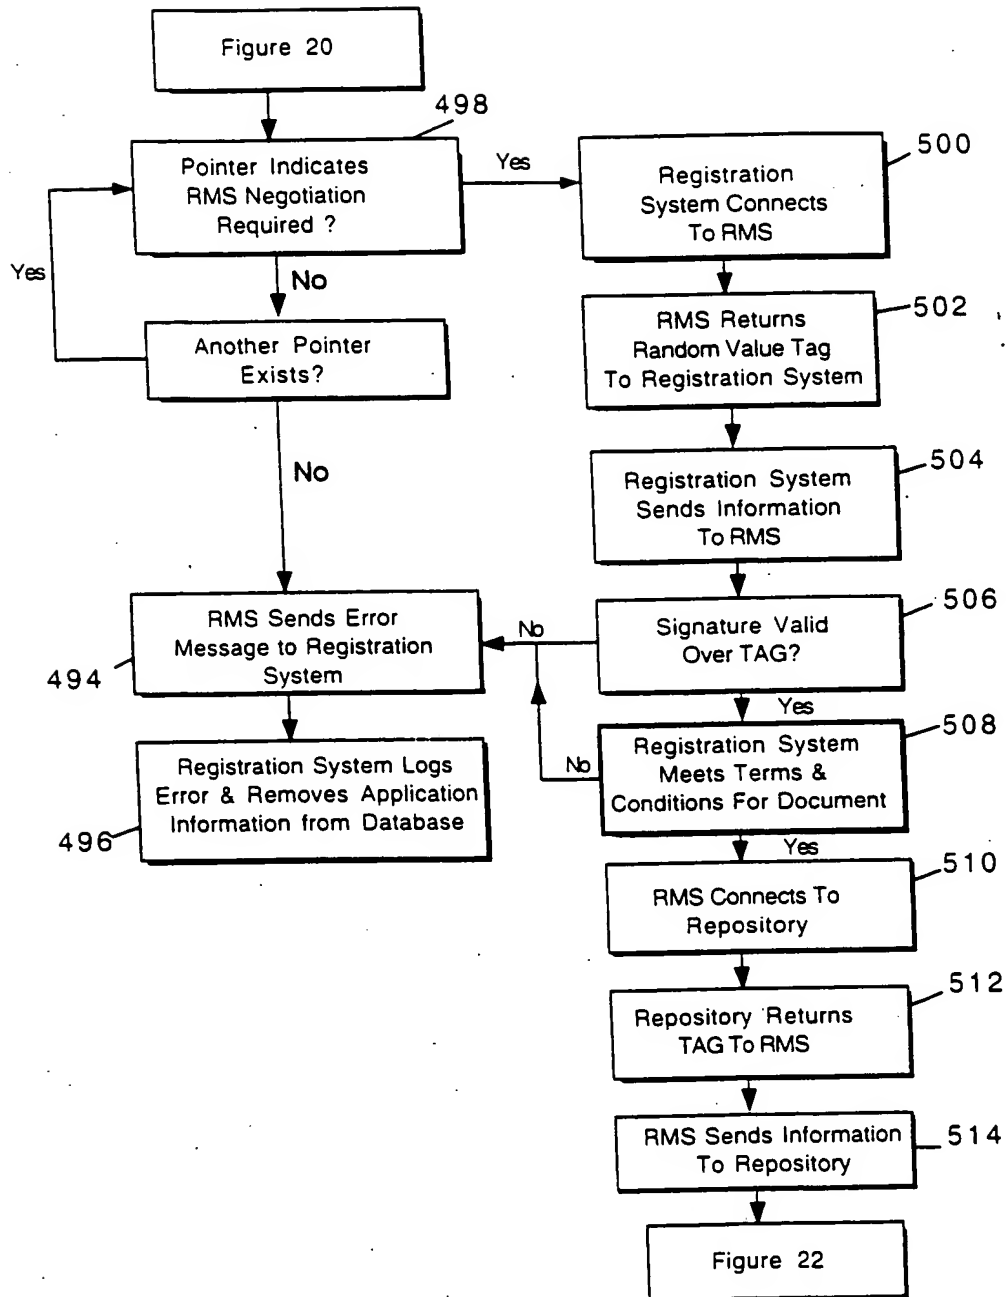 Figure 20
498
Pointer Indicates
RMS Negotiation
Required ?
Yes
500
Registration
System Connects
To RMS
Yes
No
Another Pointer
Exists?
502
RMS Returns
Random Value Tag
To Registration System
No
504
Registration System
Sends Information
To RMS
RMS Sends Error
Message to Registration
System
494
No
506
Signature Valid
Over TAG?
Yes
508
Registration System
Meets Terms &
Conditions For Document
No
Registration System Logs
Error & Removes Application
Information from Database
496
Yes
510
RMS Connects To
Repository
512
Repository Returns
TAG To RMS
RMS Sends Information
To Repository
514
Figure 22